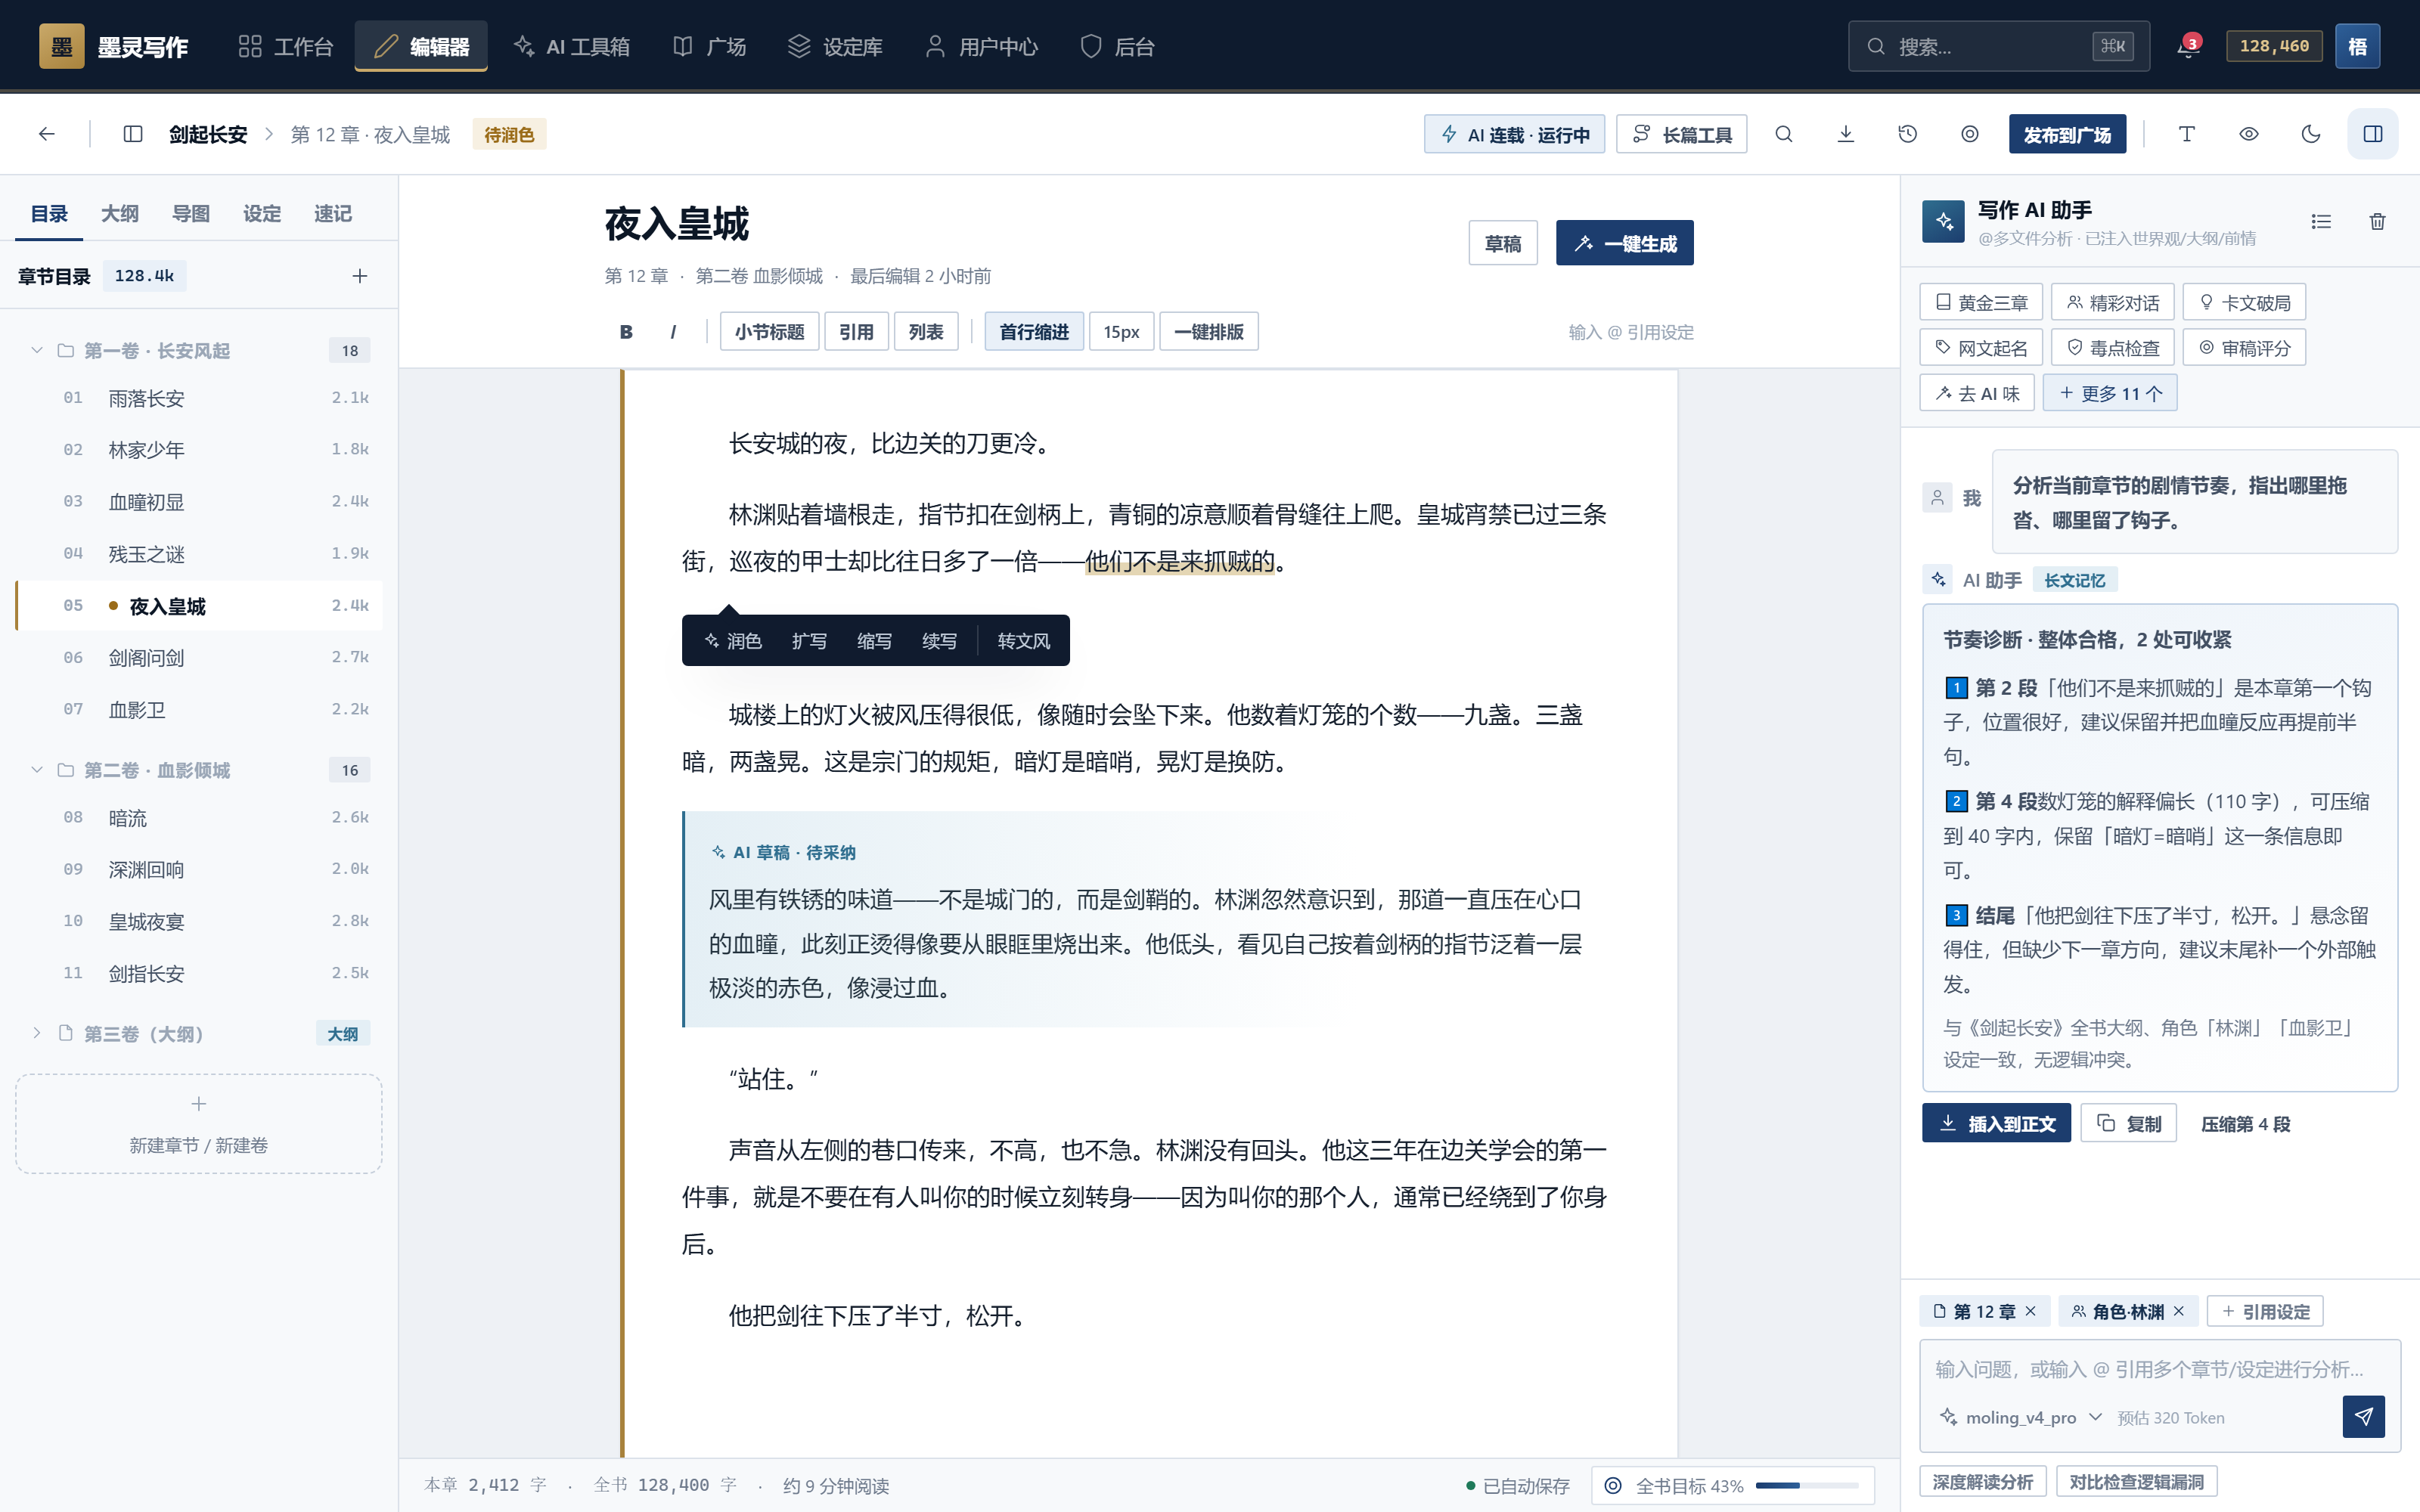 墨 墨灵写作 工作台 编辑器 AI 工具箱 广场 设定库 用户中心 后台 搜索... ⌘K 3 128,460 梧
剑起长安 第 12 章 · 夜入皇城 待润色 AI 连载 · 运行中 长篇工具 发布到广场
目录 大纲 导图 设定 速记
章节目录 128.4k
第一卷 · 长安风起 18
01 雨落长安 2.1k
02 林家少年 1.8k
03 血瞳初显 2.4k
04 残玉之谜 1.9k
05 夜入皇城 2.4k
06 剑阁问剑 2.7k
07 血影卫 2.2k
第二卷 · 血影倾城 16
08 暗流 2.6k
09 深渊回响 2.0k
10 皇城夜宴 2.8k
11 剑指长安 2.5k
第三卷（大纲） 大纲
新建章节 / 新建卷
夜入皇城
草稿 一键生成
第 12 章 · 第二卷 血影倾城 · 最后编辑 2 小时前
B I 小节标题 引用 列表 首行缩进 15px 一键排版 输入 @ 引用设定
长安城的夜，比边关的刀更冷。
林渊贴着墙根走，指节扣在剑柄上，青铜的凉意顺着骨缝往上爬。皇城宵禁已过三条
街，巡夜的甲士却比往日多了一倍——他们不是来抓贼的。
润色 扩写 缩写 续写 转文风
城楼上的灯火被风压得很低，像随时会坠下来。他数着灯笼的个数——九盏。三盏
暗，两盏晃。这是宗门的规矩，暗灯是暗哨，晃灯是换防。
AI 草稿 · 待采纳
风里有铁锈的味道——不是城门的，而是剑鞘的。林渊忽然意识到，那道一直压在心口
的血瞳，此刻正烫得像要从眼眶里烧出来。他低头，看见自己按着剑柄的指节泛着一层
极淡的赤色，像浸过血。
“站住。”
声音从左侧的巷口传来，不高，也不急。林渊没有回头。他这三年在边关学会的第一
件事，就是不要在有人叫你的时候立刻转身——因为叫你的那个人，通常已经绕到了你身
后。
他把剑往下压了半寸，松开。
本章 2,412 字 · 全书 128,400 字 · 约 9 分钟阅读 已自动保存 全书目标 43%
写作 AI 助手
@多文件分析 · 已注入世界观/大纲/前情
黄金三章 精彩对话 卡文破局
网文起名 毒点检查 审稿评分
去 AI 味 更多 11 个
我
分析当前章节的剧情节奏，指出哪里拖
沓、哪里留了钩子。
AI 助手 长文记忆
节奏诊断 · 整体合格，2 处可收紧
1 第 2 段「他们不是来抓贼的」是本章第一个钩
子，位置很好，建议保留并把血瞳反应再提前半
句。
2 第 4 段数灯笼的解释偏长（110 字），可压缩
到 40 字内，保留「暗灯=暗哨」这一条信息即
可。
3 结尾「他把剑往下压了半寸，松开。」悬念留
得住，但缺少下一章方向，建议末尾补一个外部触
发。
与《剑起长安》全书大纲、角色「林渊」「血影卫」
设定一致，无逻辑冲突。
插入到正文 复制 压缩第 4 段
第 12 章 角色·林渊 引用设定
输入问题，或输入 @ 引用多个章节/设定进行分析...
moling_v4_pro 预估 320 Token
深度解读分析 对比检查逻辑漏洞